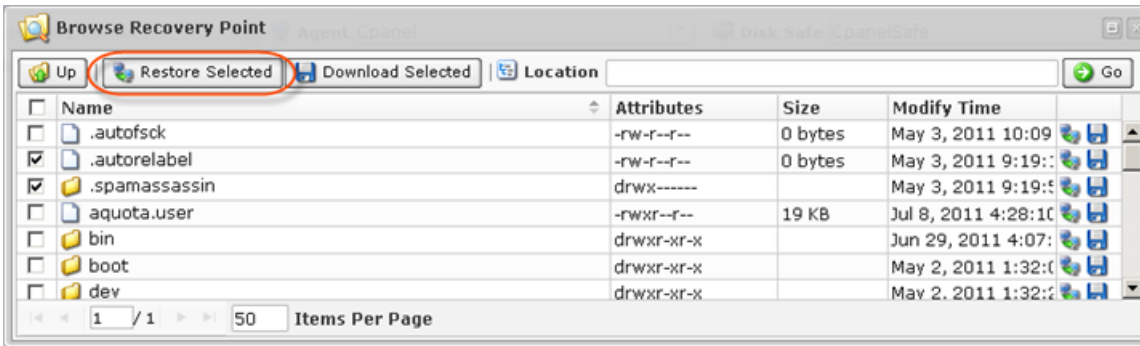 Browse Recovery Point Agent Cpanel Disk Safe CpanelSafe
Up Restore Selected Download Selected Location Go
Name Attributes Size Modify Time
.autofsck -rw-r--r-- 0 bytes May 3, 2011 10:09
.autorelabel -rw-r--r-- 0 bytes May 3, 2011 9:19:
.spamassassin drwx------ May 3, 2011 9:19:
aquota.user -rwxr--r-- 19 KB Jul 8, 2011 4:28:1
bin drwxr-xr-x Jun 29, 2011 4:07:
boot drwxr-xr-x May 2, 2011 1:32:
dev drwxr-xr-x May 2, 2011 1:32:
1 / 1 50 Items Per Page